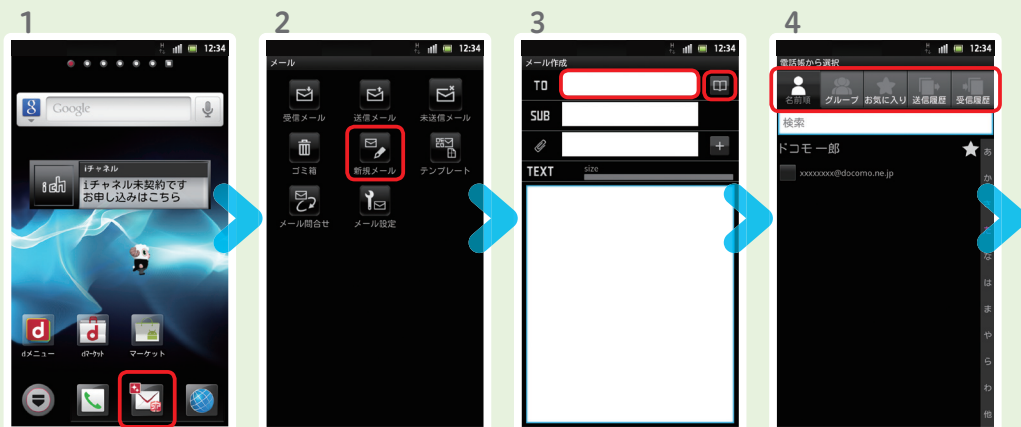 1
12:34
Google
iチャネル
iチャネル未契約です
お申し込みはこちら
dメニュー
dマーケット
マーケット
2
12:34
メール
受信メール
送信メール
未送信メール
ゴミ箱
新規メール
テンプレート
メール問合せ
メール設定
3
12:34
メール作成
TO
SUB
TEXT
size
4
12:34
電話帳から選択
名前順
グループ
お気に入り
送信履歴
受信履歴
検索
ドコモ一郎
xxxxxxxx@docomo.ne.jp
あ
か
な
は
ま
や
ら
わ
他